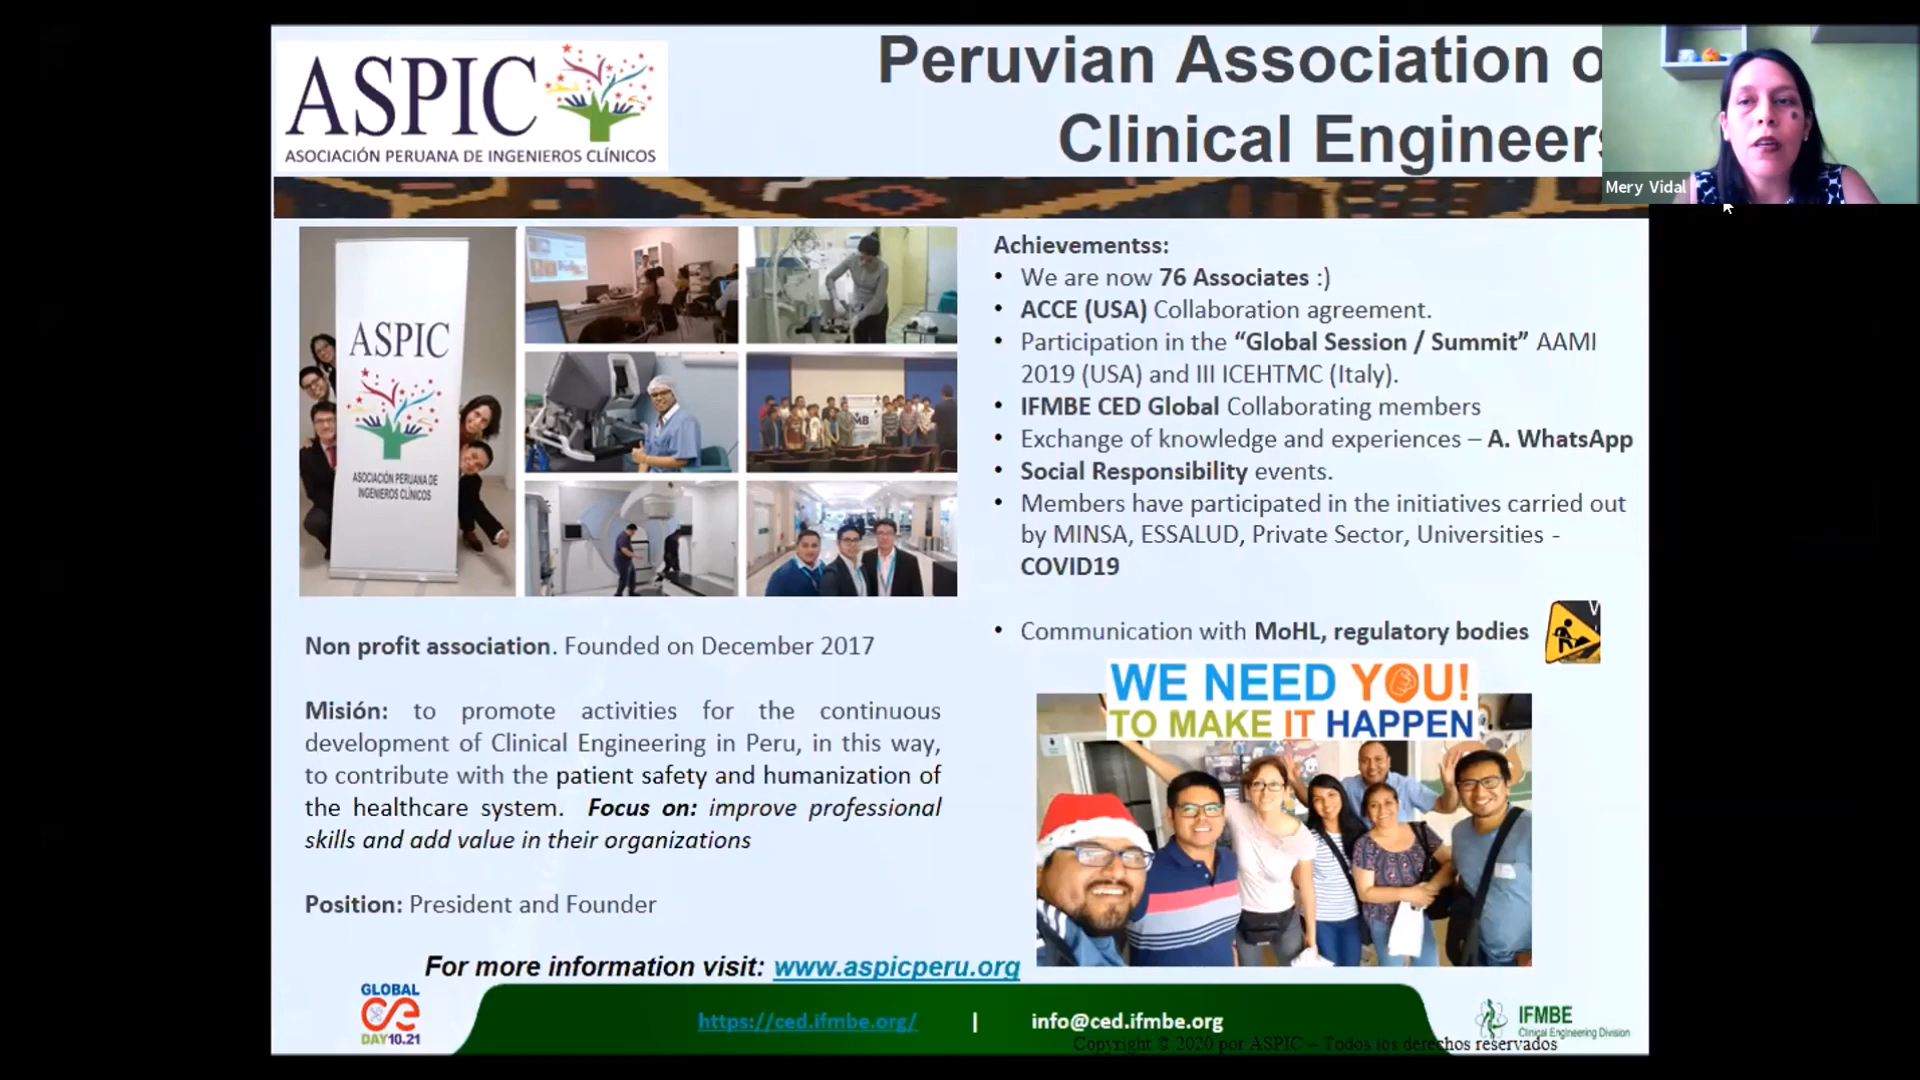 ASPIC
ASOCIACIÓN PERUANA DE INGENIEROS CLÍNICOS
Peruvian Association o
Clinical Engineers
Mery Vidal
ASPIC
ASOCIACIÓN PERUANA DE
INGENIEROS CLÍNICOS
Achievementss:
• We are now 76 Associates :)
• ACCE (USA) Collaboration agreement.
• Participation in the “Global Session / Summit” AAMI
2019 (USA) and III ICEHTMC (Italy).
• IFMBE CED Global Collaborating members
• Exchange of knowledge and experiences – A. WhatsApp
• Social Responsibility events.
• Members have participated in the initiatives carried out
by MINSA, ESSALUD, Private Sector, Universities -
COVID19
• Communication with MoHL, regulatory bodies
WE NEED YOU!
TO MAKE IT HAPPEN
Non profit association. Founded on December 2017
Misión: to promote activities for the continuous
development of Clinical Engineering in Peru, in this way,
to contribute with the patient safety and humanization of
the healthcare system. Focus on: improve professional
skills and add value in their organizations
Position: President and Founder
For more information visit: www.aspicperu.org
GLOBAL
CE
DAY10.21
https://ced.ifmbe.org/ | info@ced.ifmbe.org
IFMBE
Clinical Engineering Division
Copyright © 2020 por ASPIC – Todos los derechos reservados